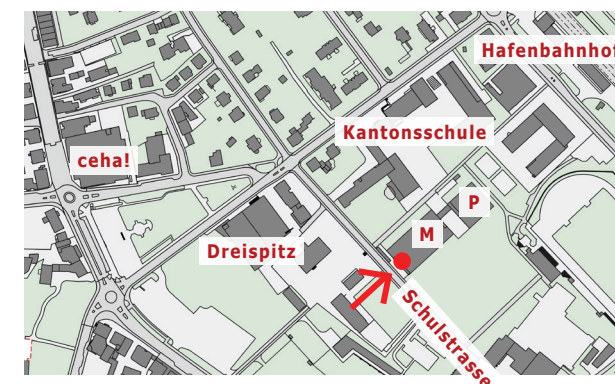 Hafenbahnhof
Kantonsschule
ceha!
P
M
Dreispitz
Schulstrasse